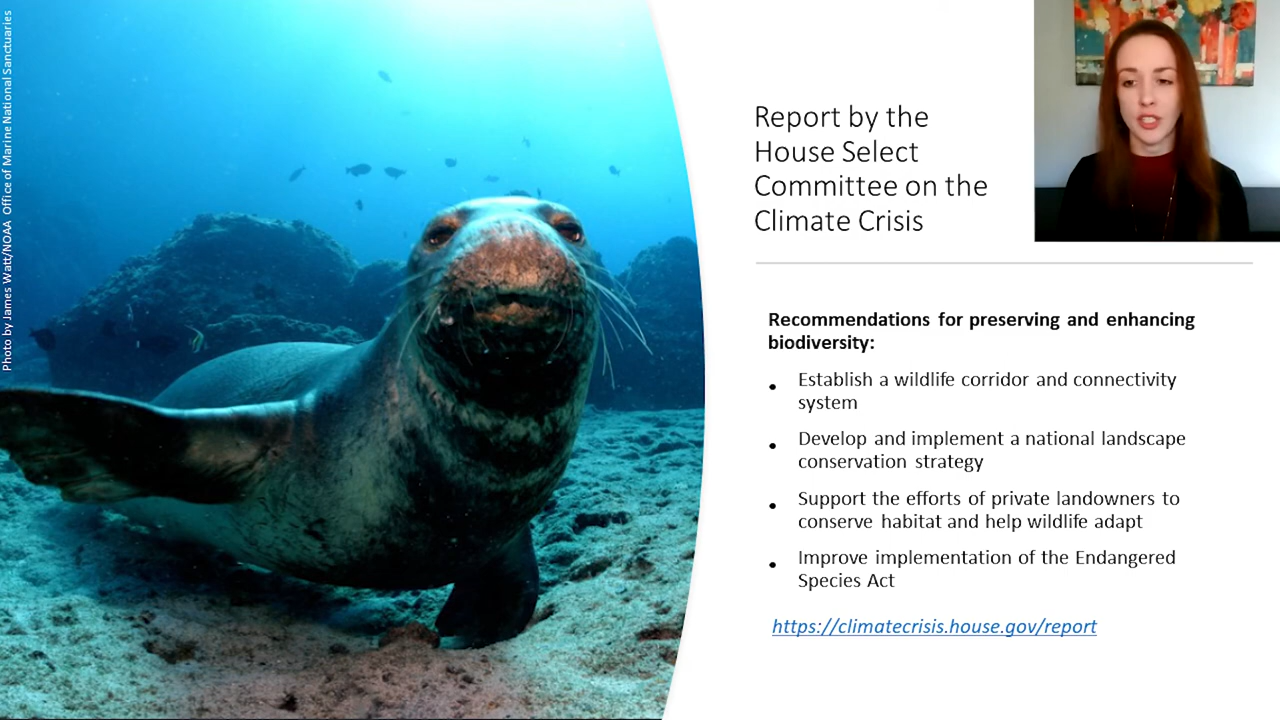 Photo by James Watt/NOAA Office of Marine National Sanctuaries
Report by the
House Select
Committee on the
Climate Crisis
Recommendations for preserving and enhancing
biodiversity:
• Establish a wildlife corridor and connectivity
system
• Develop and implement a national landscape
conservation strategy
• Support the efforts of private landowners to
conserve habitat and help wildlife adapt
• Improve implementation of the Endangered
Species Act
https://climatecrisis.house.gov/report